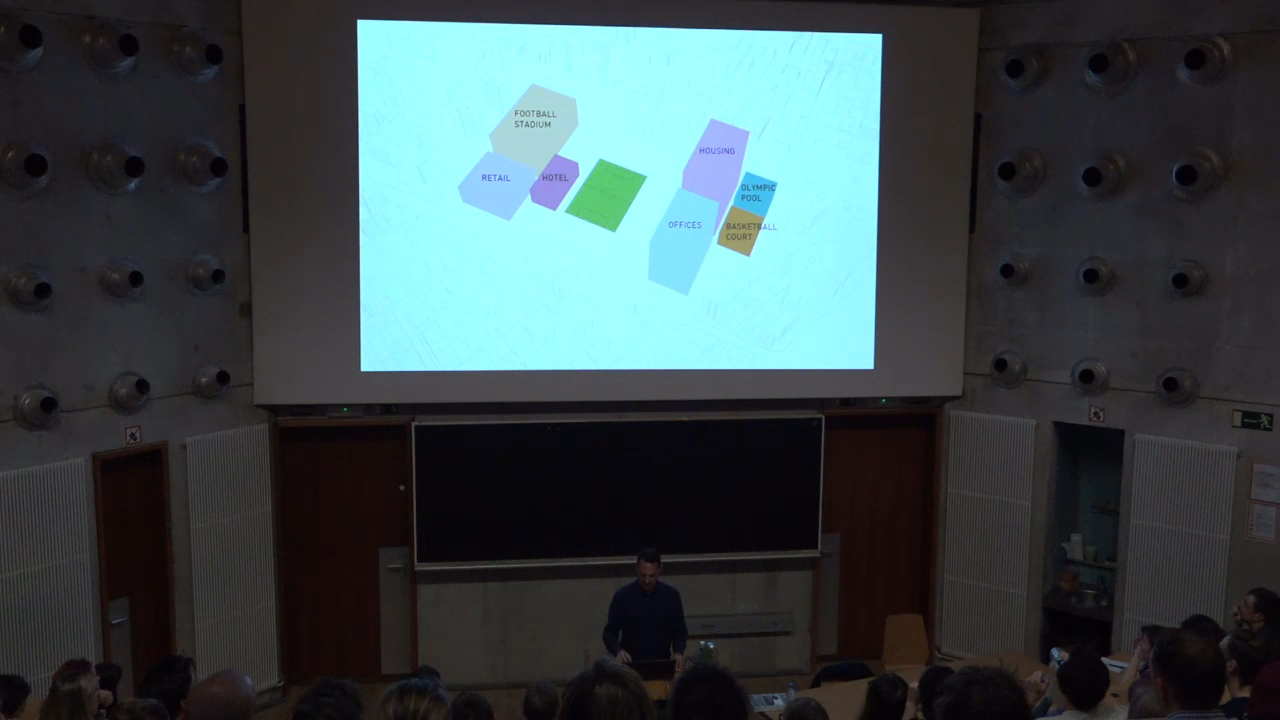 FOOTBALL
STADIUM
RETAIL
HOTEL
HOUSING
OLYMPIC
POOL
OFFICES
BASKETBALL
COURT